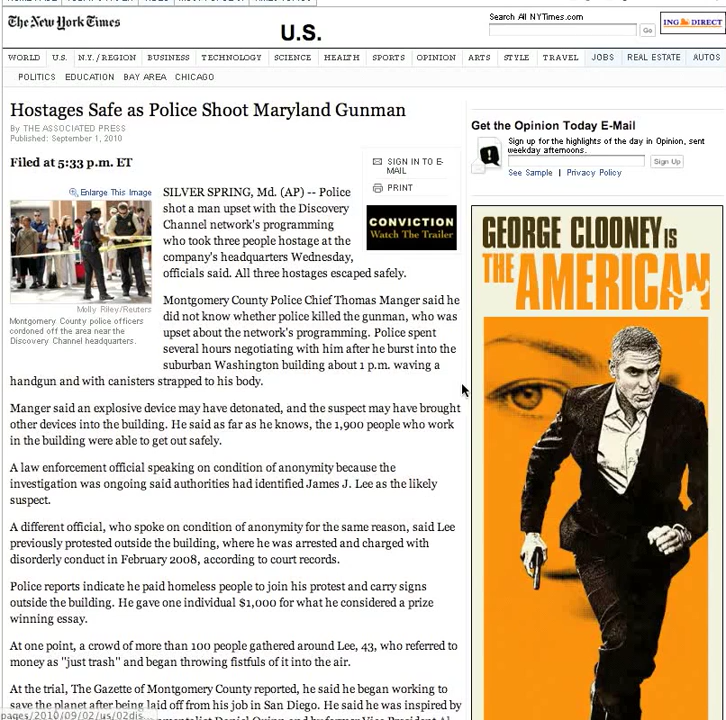 The New York Times
U.S.
Search All NYTimes.com
Go
ING DIRECT
WORLD U.S. N.Y. / REGION BUSINESS TECHNOLOGY SCIENCE HEALTH SPORTS OPINION ARTS STYLE TRAVEL JOBS REAL ESTATE AUTOS
POLITICS EDUCATION BAY AREA CHICAGO
Hostages Safe as Police Shoot Maryland Gunman
By THE ASSOCIATED PRESS
Published: September 1, 2010
Filed at 5:33 p.m. ET
SIGN IN TO E-
MAIL
PRINT
CONVICTION
Watch The Trailer
Enlarge This Image
Molly Riley/Reuters
Montgomery County police officers
cordoned off the area near the
Discovery Channel headquarters.
SILVER SPRING, Md. (AP) -- Police
shot a man upset with the Discovery
Channel network's programming
who took three people hostage at the
company's headquarters Wednesday,
officials said. All three hostages escaped safely.
Montgomery County Police Chief Thomas Manger said he
did not know whether police killed the gunman, who was
upset about the network's programming. Police spent
several hours negotiating with him after he burst into the
suburban Washington building about 1 p.m. waving a
handgun and with canisters strapped to his body.
Manger said an explosive device may have detonated, and the suspect may have brought
other devices into the building. He said as far as he knows, the 1,900 people who work
in the building were able to get out safely.
A law enforcement official speaking on condition of anonymity because the
investigation was ongoing said authorities had identified James J. Lee as the likely
suspect.
A different official, who spoke on condition of anonymity for the same reason, said Lee
previously protested outside the building, where he was arrested and charged with
disorderly conduct in February 2008, according to court records.
Police reports indicate he paid homeless people to join his protest and carry signs
outside the building. He gave one individual $1,000 for what he considered a prize
winning essay.
At one point, a crowd of more than 100 people gathered around Lee, 43, who referred to
money as "just trash" and began throwing fistfuls of it into the air.
At the trial, The Gazette of Montgomery County reported, he said he began working to
save the planet after being laid off from his job in San Diego. He said he was inspired by
pages/2010/09/02/us/02dis...
Get the Opinion Today E-Mail
Sign up for the highlights of the day in Opinion, sent
weekday afternoons.
Sign Up
See Sample | Privacy Policy
GEORGE CLOONEY IS
THE AMERICAN